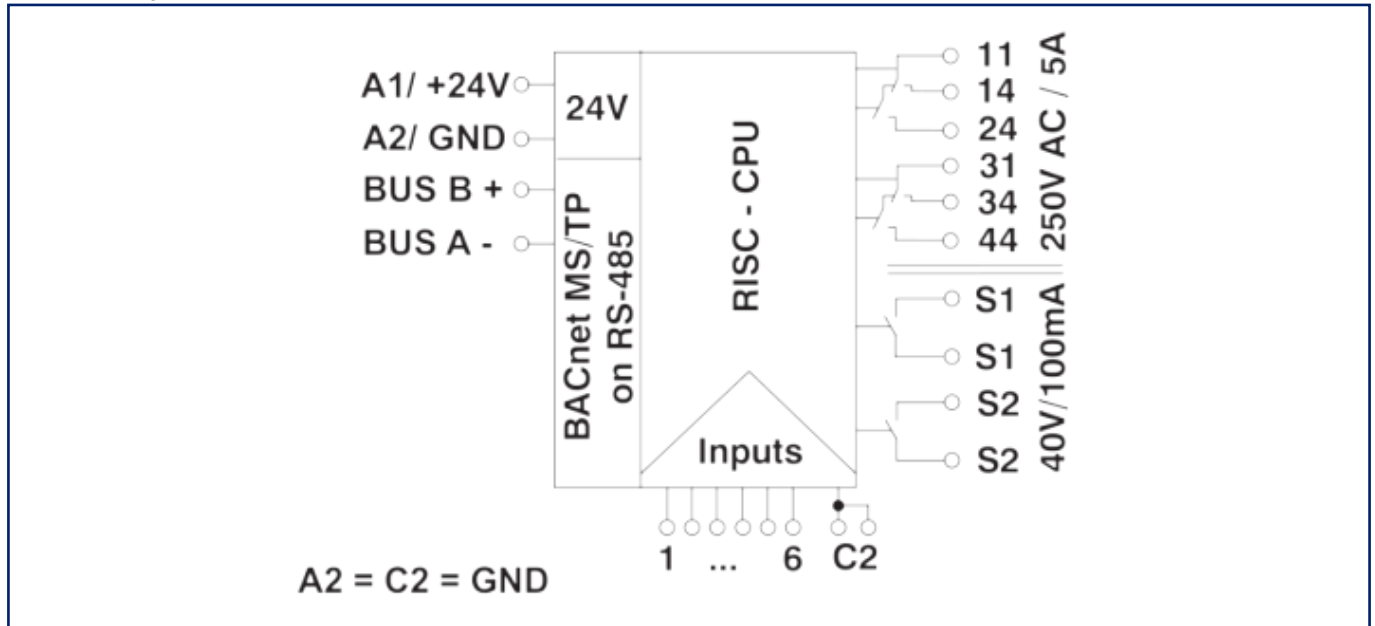 A1/ +24V
A2/ GND
BUS B +
BUS A -
24V
BACnet MS/TP
on RS-485
RISC - CPU
Inputs
11
14
24
31
34
44
250V AC / 5A
S1
S1
S2
S2
40V/100mA
1 ... 6 C2
A2 = C2 = GND